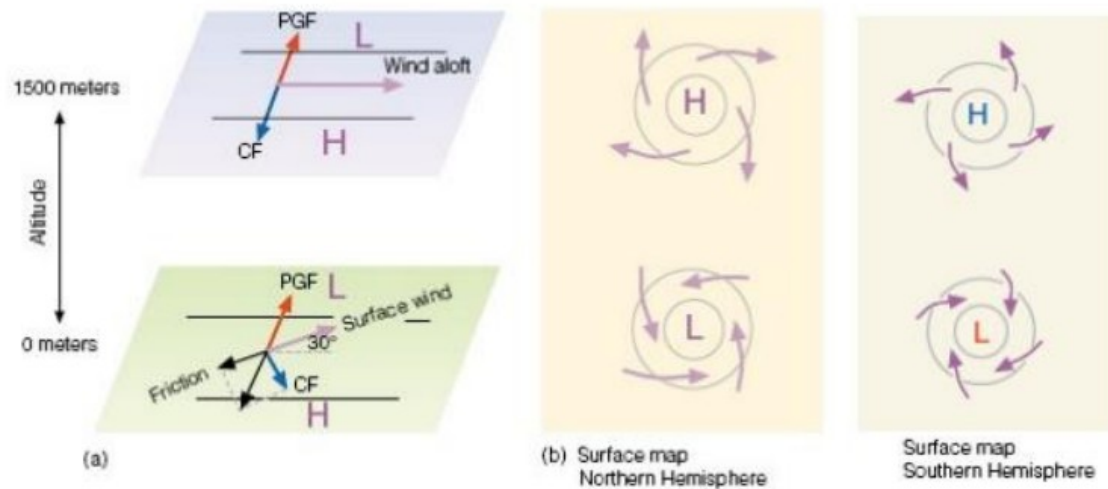 PGF
L
Wind aloft
1500 meters
CF
H
Altitude
PGF
L
Surface wind
30°
0 meters
Friction
CF
H
(a)
H
L
(b) Surface map
Northern Hemisphere
H
L
Surface map
Southern Hemisphere